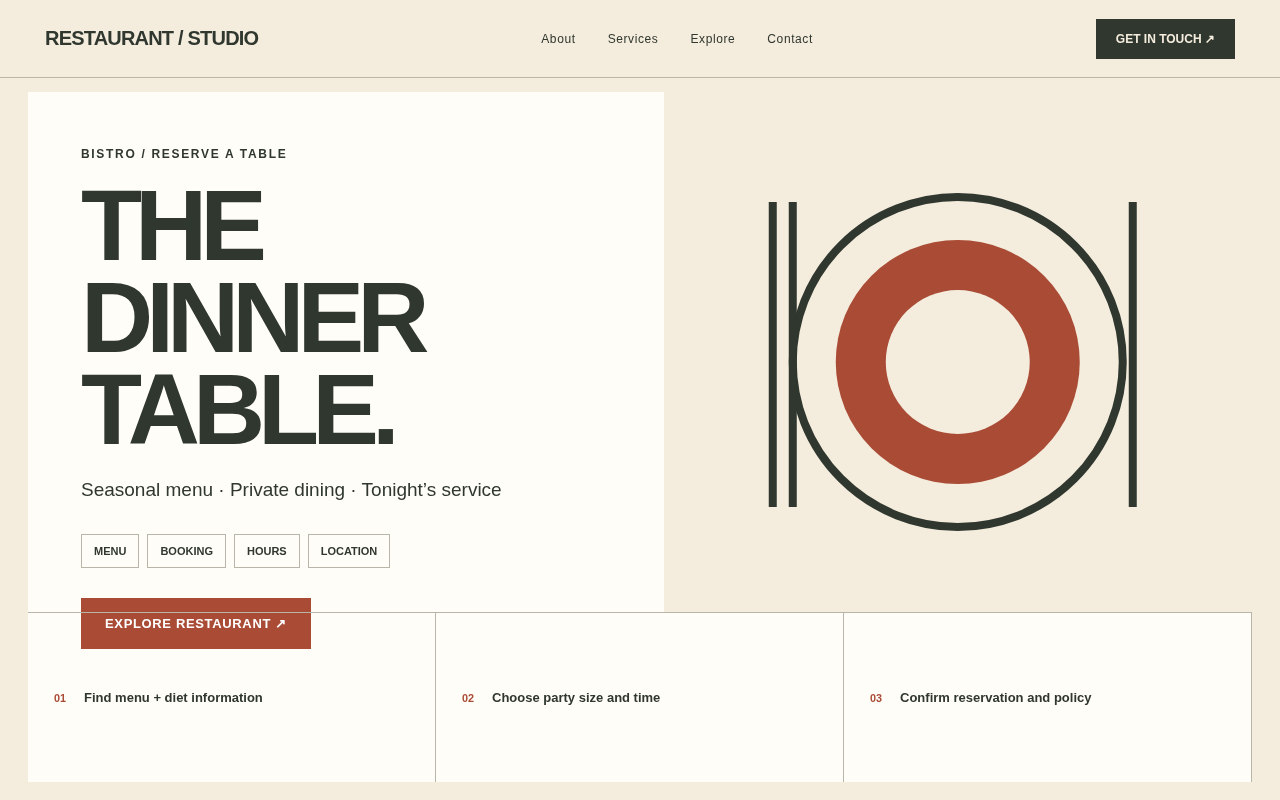 RESTAURANT / STUDIO
About
Services
Explore
Contact
GET IN TOUCH ↗
BISTRO / RESERVE A TABLE
THE
DINNER
TABLE.
Seasonal menu · Private dining · Tonight’s service
MENU
BOOKING
HOURS
LOCATION
EXPLORE RESTAURANT ↗
01 Find menu + diet information
02 Choose party size and time
03 Confirm reservation and policy